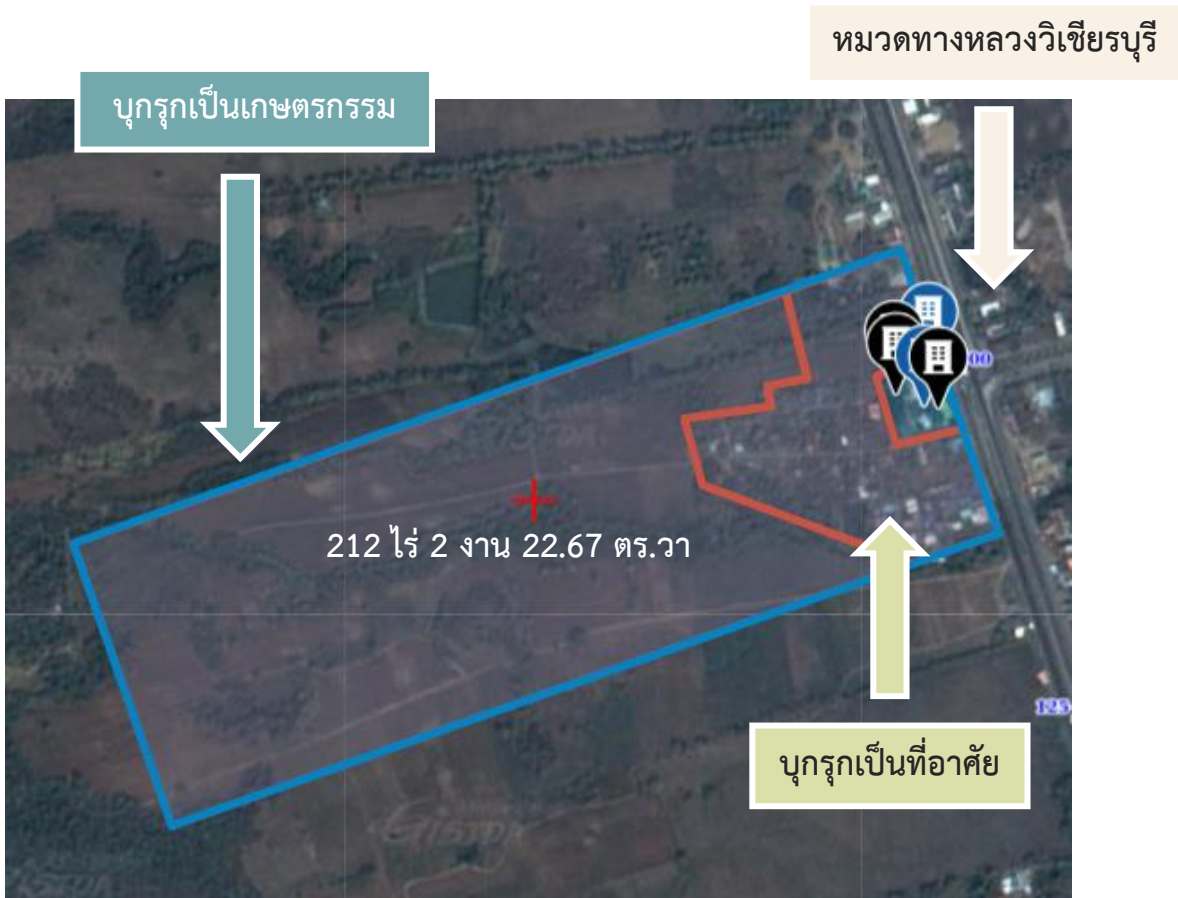 หมวดทางหลวงวิเชียรบุรี
บุกรุกเป็นเกษตรกรรม
00
212 ไร่ 2 งาน 22.67 ตร.วา
125
บุกรุกเป็นที่อาศัย